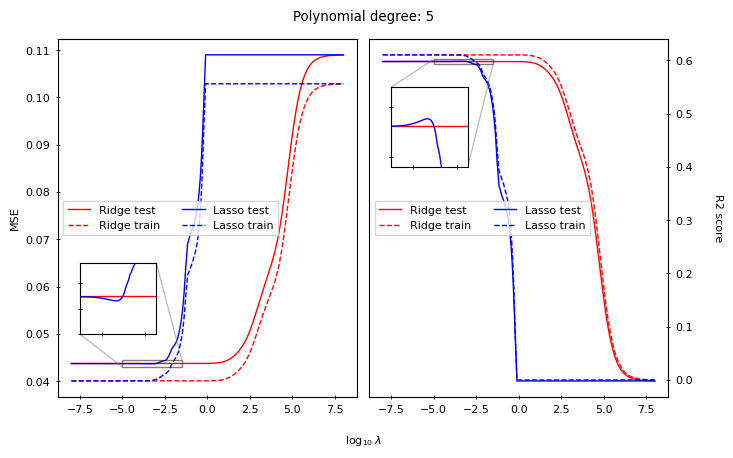 Polynomial degree: 5
MSE
0.11
0.10
0.09
0.08
0.07
0.06
0.05
0.04
Ridge test
Ridge train
Lasso test
Lasso train
−7.5 −5.0 −2.5 0.0 2.5 5.0 7.5
Ridge test
Ridge train
Lasso test
Lasso train
0.6
0.5
0.4
0.3
0.2
0.1
0.0
R2 score
−7.5 −5.0 −2.5 0.0 2.5 5.0 7.5
log₁₀ λ